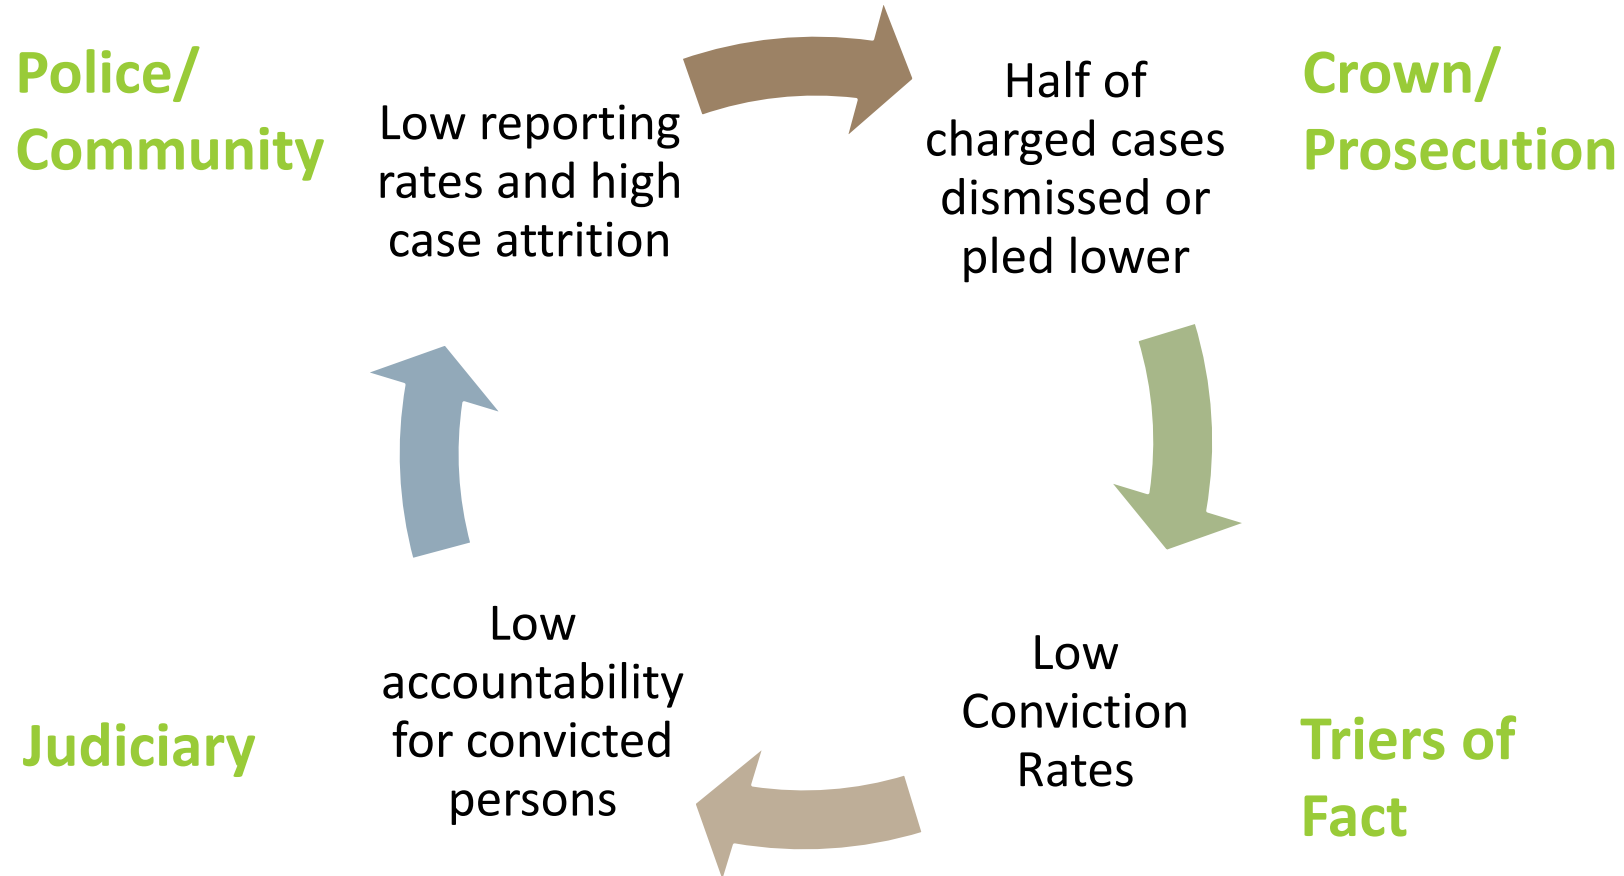 Police/
Community
Low reporting
rates and high
case attrition
Half of
charged cases
dismissed or
pled lower
Crown/
Prosecution
Judiciary
Low
accountability
for convicted
persons
Low
Conviction
Rates
Triers of
Fact